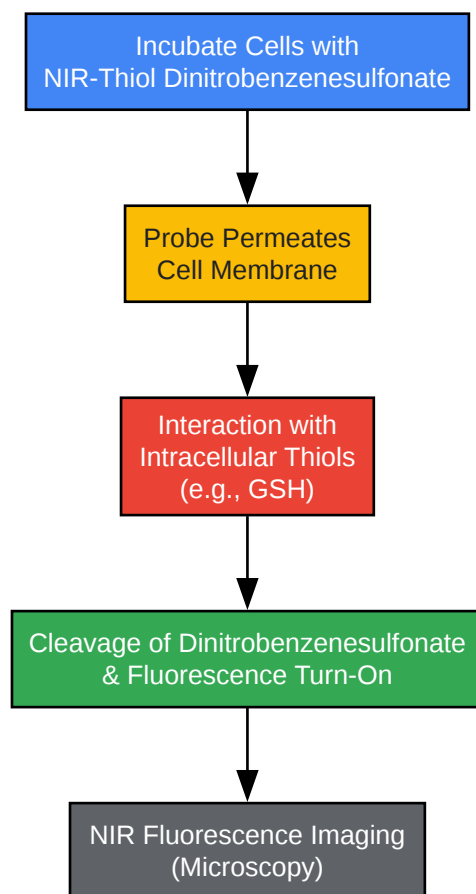 Incubate Cells with
NIR-Thiol Dinitrobenzenesulfonate
Probe Permeates
Cell Membrane
Interaction with
Intracellular Thiols
(e.g., GSH)
Cleavage of Dinitrobenzenesulfonate
& Fluorescence Turn-On
NIR Fluorescence Imaging
(Microscopy)